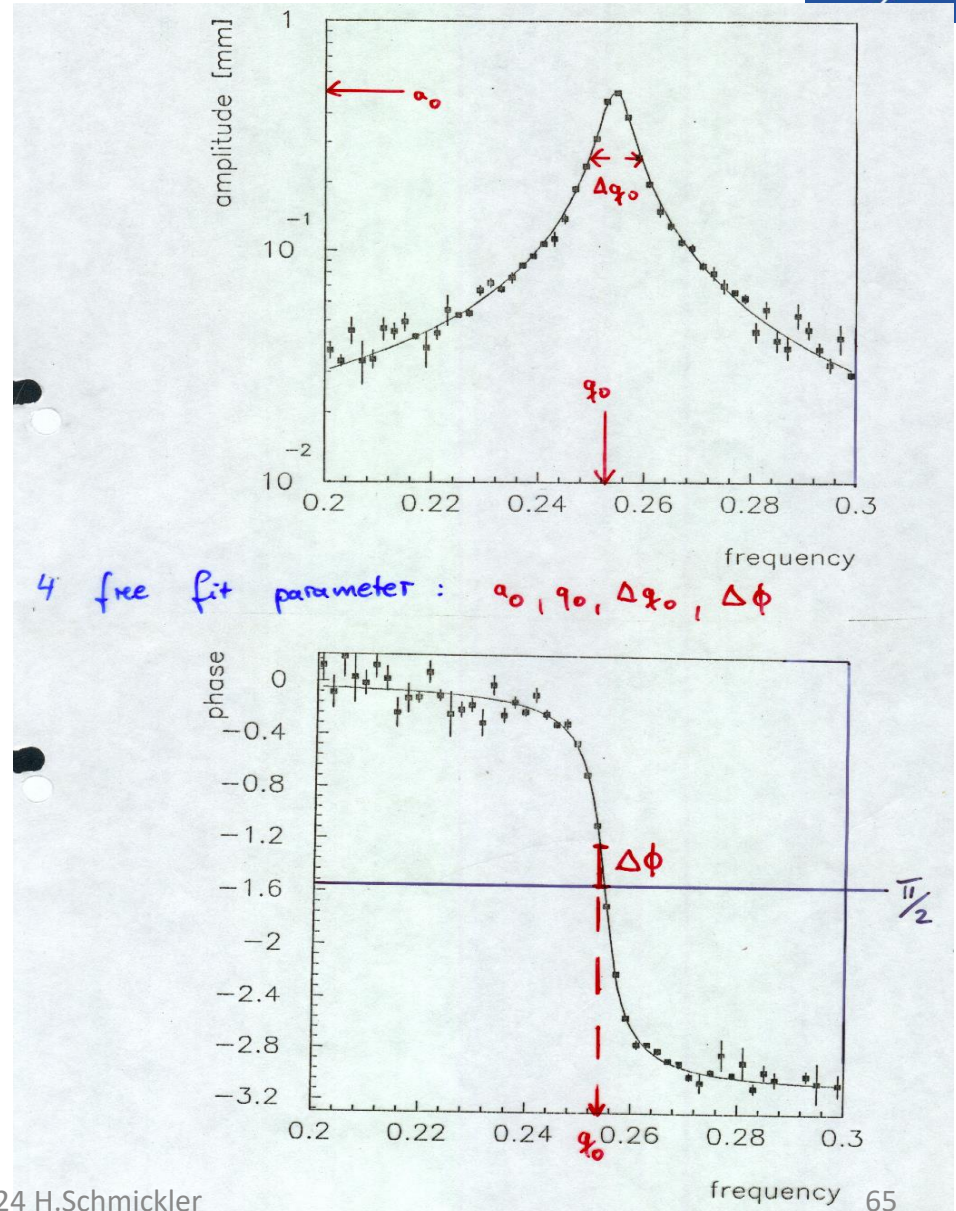 1
amplitude [mm]
a₀
Δq₀
10⁻¹
q₀
10⁻²
0.2 0.22 0.24 0.26 0.28 0.3
frequency
4 free fit parameter : a₀, q₀, Δq₀, Δϕ
phase
0
−0.4
−0.8
−1.2
Δϕ
−1.6
π/2
−2
−2.4
−2.8
−3.2
0.2 0.22 0.24 q₀ 0.26 0.28 0.3
frequency
24 H.Schmickler
65